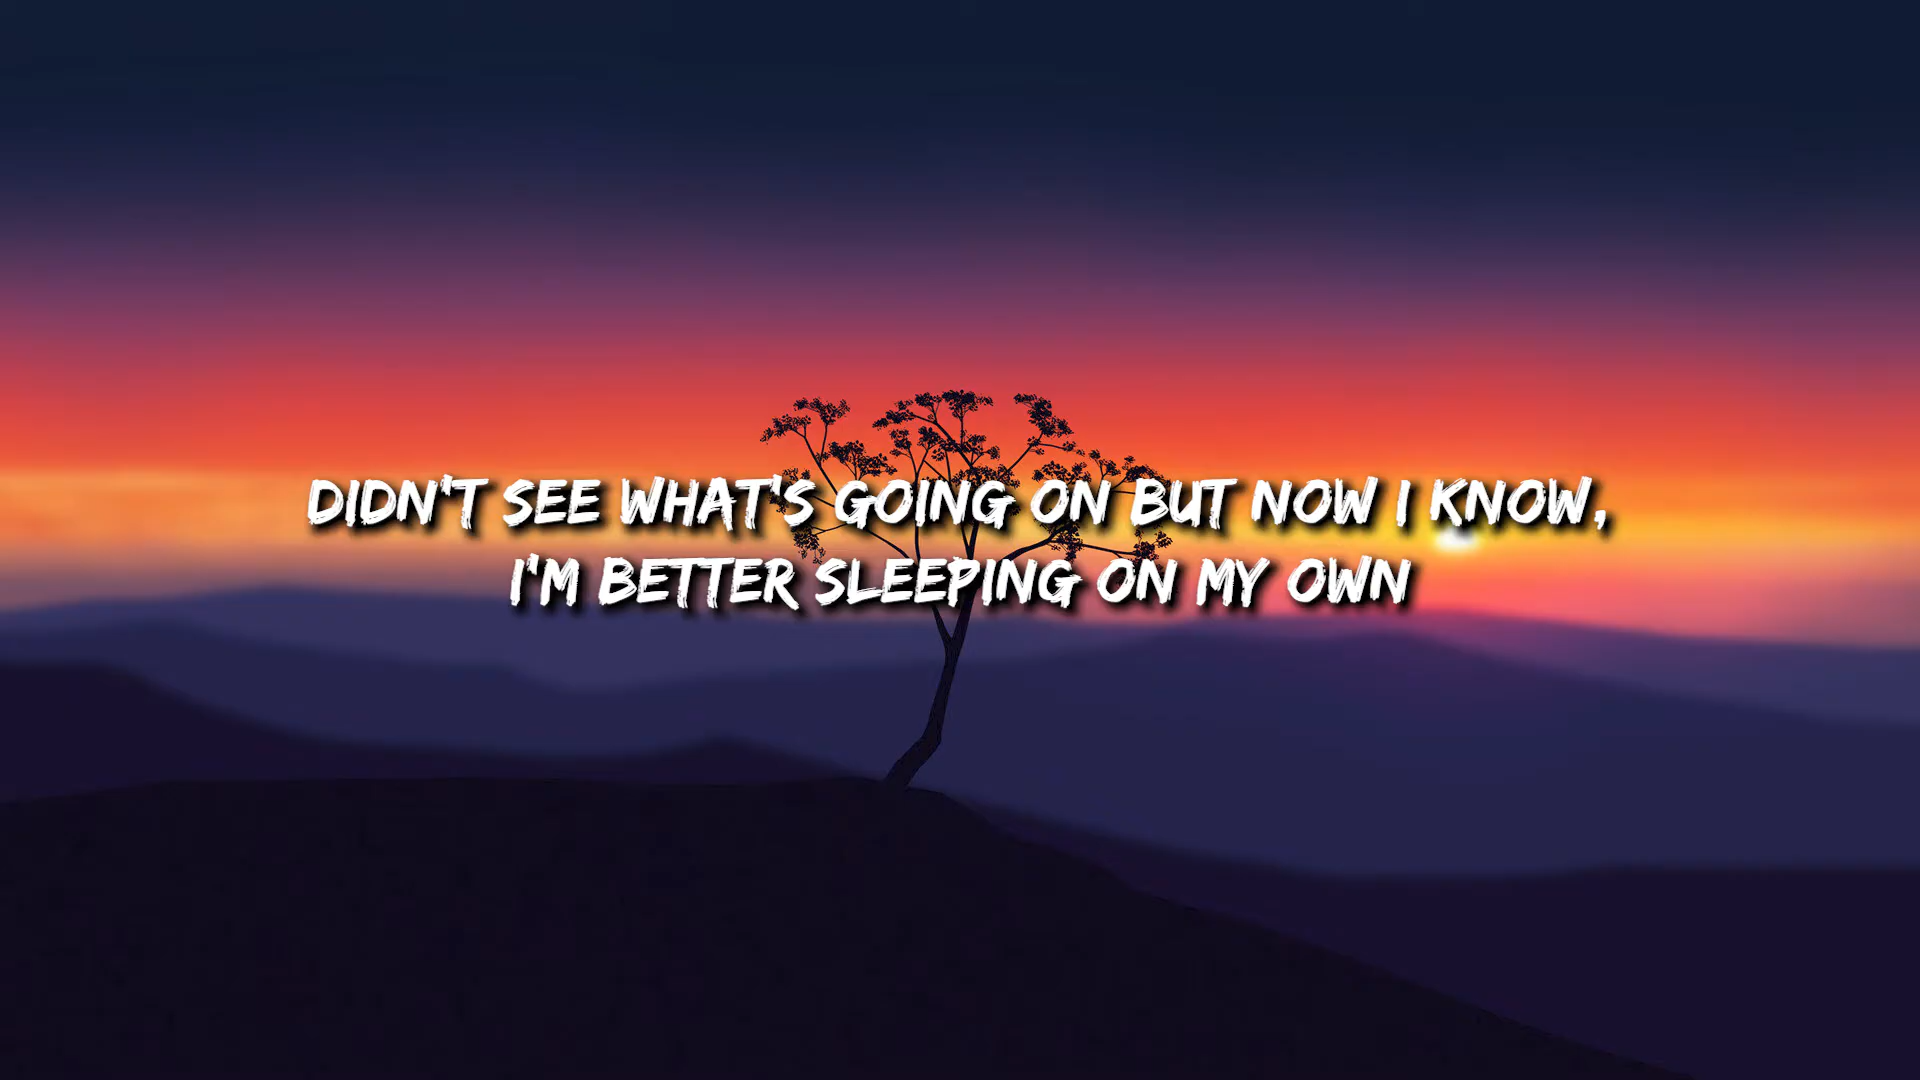 DIDN'T SEE WHAT'S GOING ON BUT NOW I KNOW,
I'M BETTER SLEEPING ON MY OWN